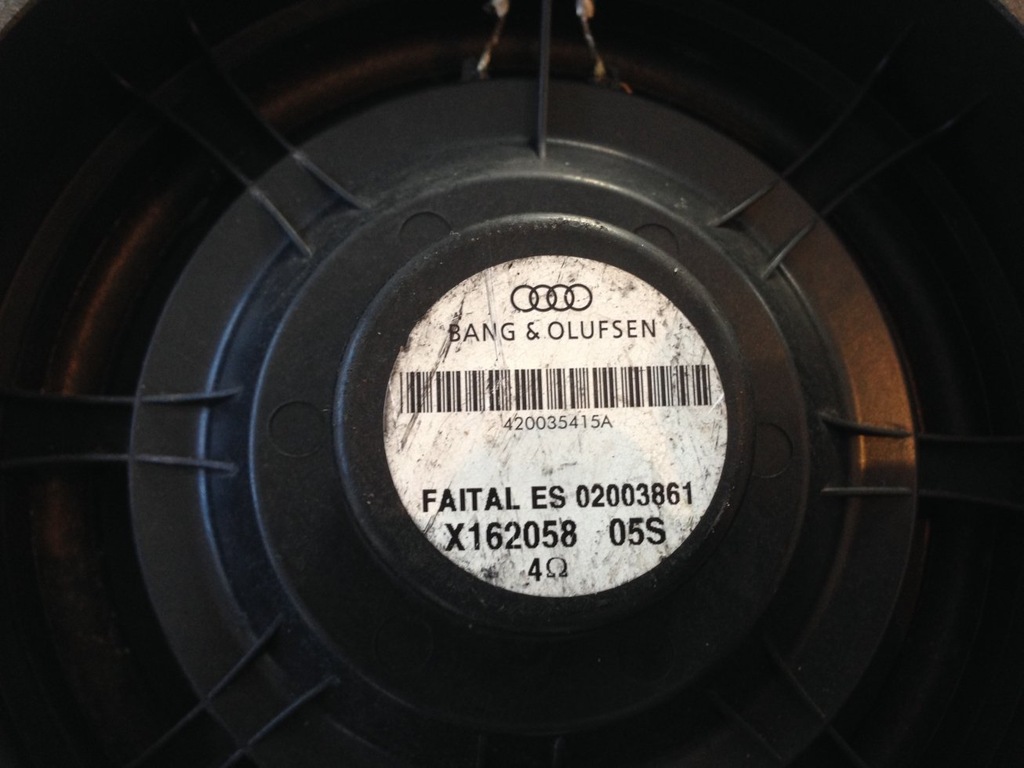 BANG & OLUFSEN
420035415A
FAITAL ES 02003861
X162058 05S
4Ω